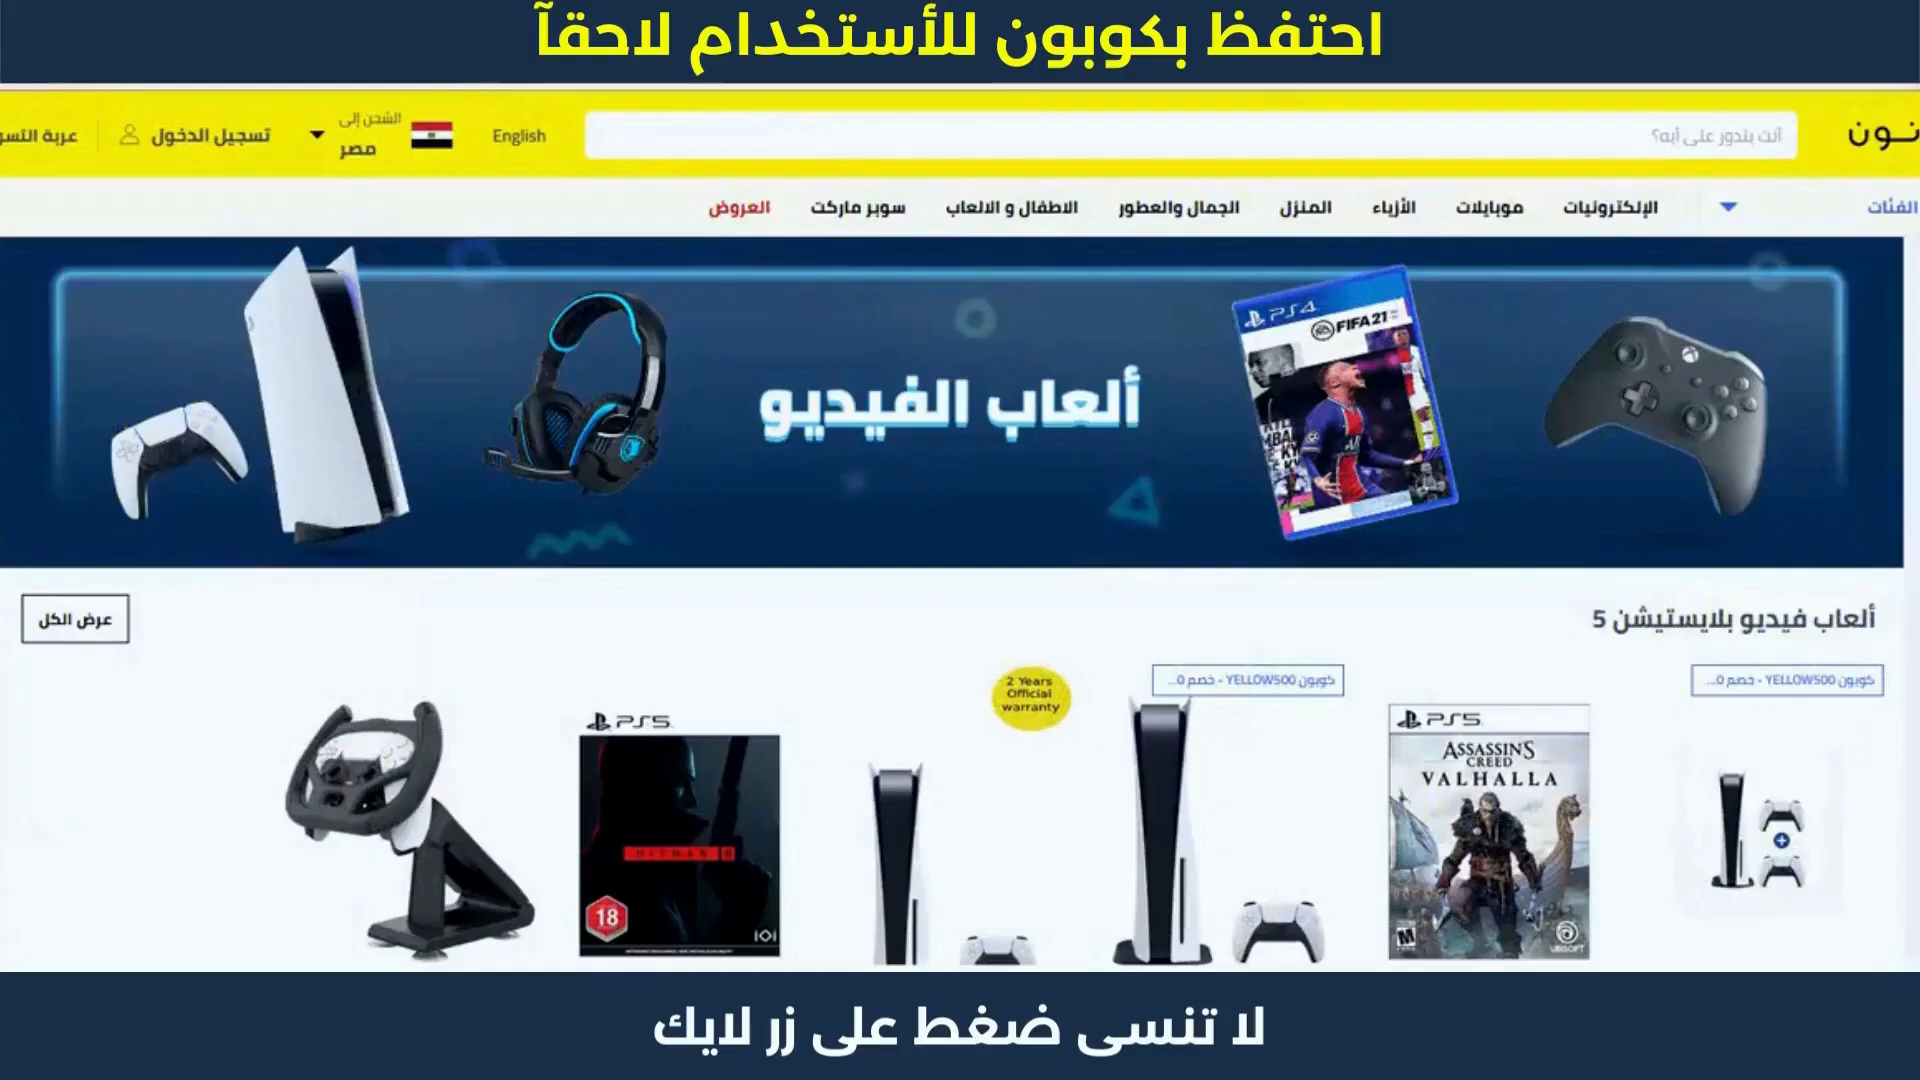 احتفظ بكوبون للأستخدام لاحقآ
نون
أنت بتدور على أيه؟
English
الشحن إلى
مصر
تسجيل الدخول
عربة
الفئات
الإلكترونيات
موبايلات
الأزياء
المنزل
الجمال والعطور
الاطفال و الالعاب
سوبر ماركت
العروض
ألعاب الفيديو
PS4
FIFA 21
ألعاب فيديو بلايستيشن 5
عرض الكل
كوبون YELLOW500 - خصم 0...
كوبون YELLOW500 - خصم 0...
2 Years
Official
warranty
PS5
ASSASSIN'S
CREED
VALHALLA
M
UBISOFT
PS5
HITMAN
18
لا تنسى ضغط على زر لايك